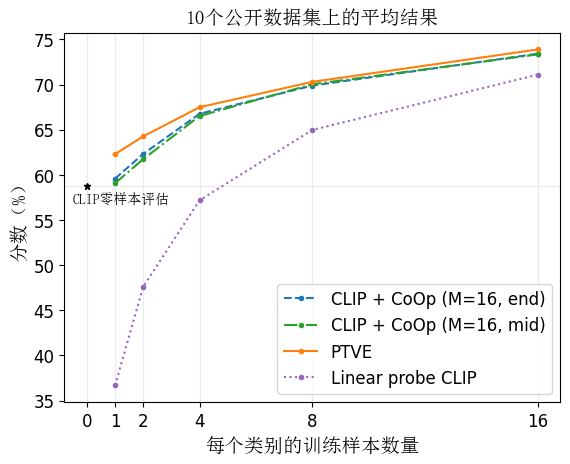 10个公开数据集上的平均结果
75
70
65
60
55
50
45
40
35
分数（%）
CLIP零样本评估
CLIP + CoOp (M=16, end)
CLIP + CoOp (M=16, mid)
PTVE
Linear probe CLIP
0 1 2 4 8 16
每个类别的训练样本数量